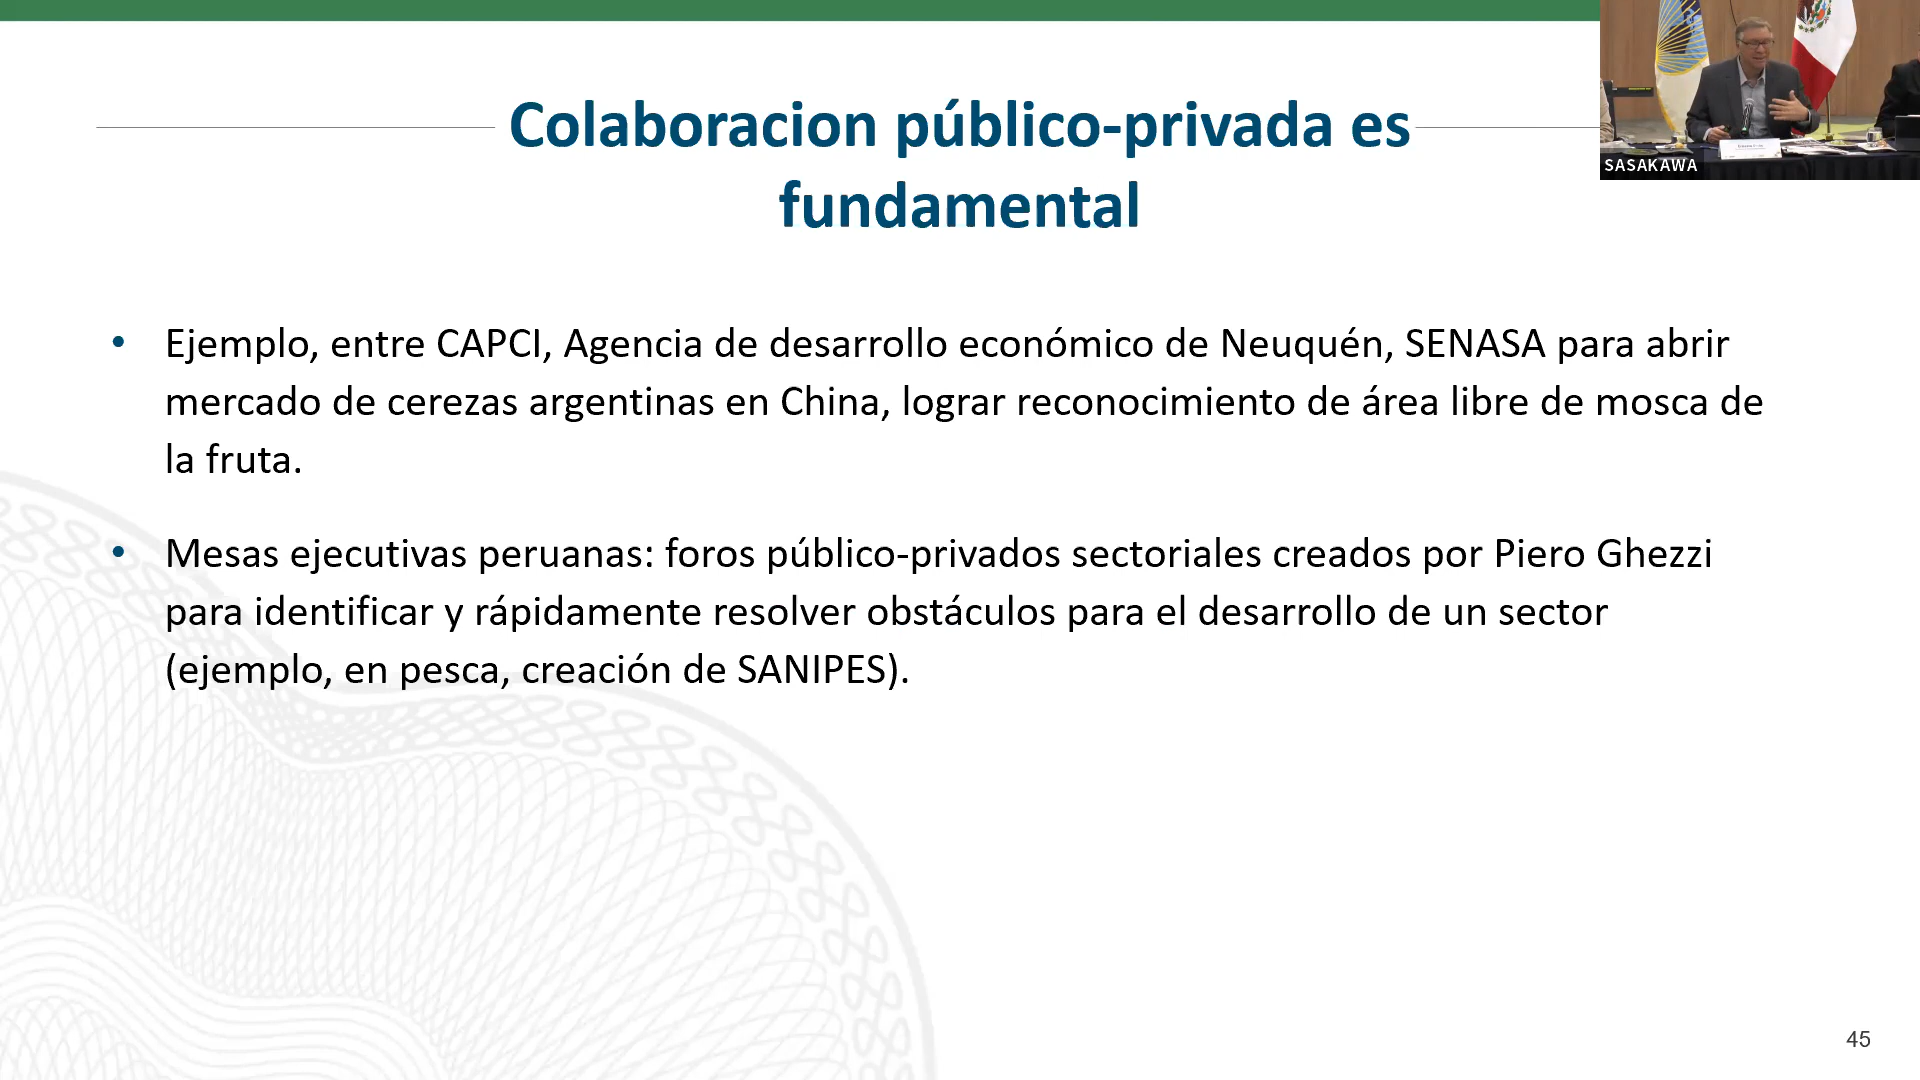 SASAKAWA
Colaboracion público-privada es
fundamental
• Ejemplo, entre CAPCI, Agencia de desarrollo económico de Neuquén, SENASA para abrir
mercado de cerezas argentinas en China, lograr reconocimiento de área libre de mosca de
la fruta.
• Mesas ejecutivas peruanas: foros público-privados sectoriales creados por Piero Ghezzi
para identificar y rápidamente resolver obstáculos para el desarrollo de un sector
(ejemplo, en pesca, creación de SANIPES).
45